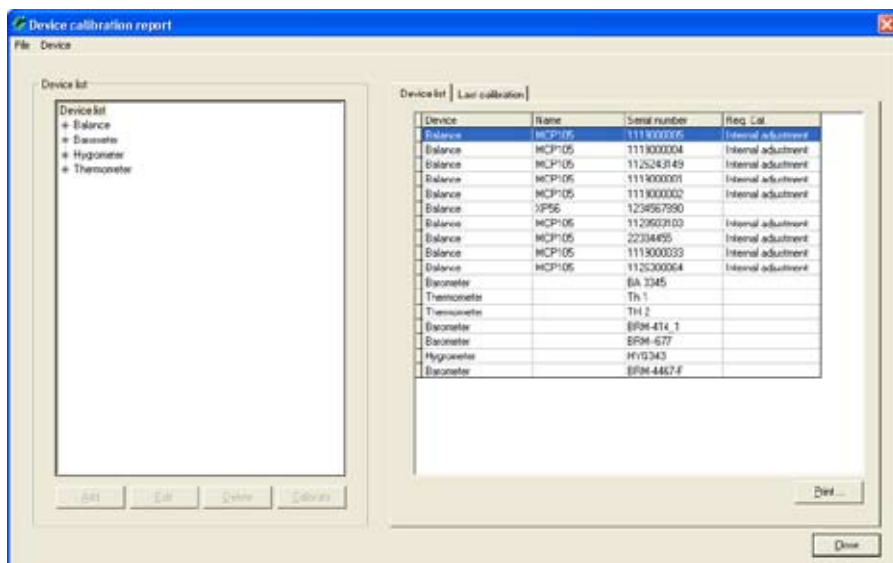 Device calibration report
File Device
Device list
Device list
Balance
Barometer
Hygrometer
Thermometer
Add Edit Delete Calibrate
Device list Last calibration
Device Name Serial number Req. Cal.
Balance MCP105 1119000005 Internal adjustment
Balance MCP105 1119000004 Internal adjustment
Balance MCP105 1126243149 Internal adjustment
Balance MCP105 1119000001 Internal adjustment
Balance MCP105 1119000002 Internal adjustment
Balance XP56 1234567890
Balance MCP105 Internal adjustment
Balance MCP105 22334455 Internal adjustment
Balance MCP105 1119000033 Internal adjustment
Balance MCP105 1126300064 Internal adjustment
Barometer BA 3345
Thermometer Th 1
Thermometer TH 2
Barometer BRM-414_1
Barometer BRM-677
Hygrometer HYG343
Barometer BRM-4467-F
Print...
Close